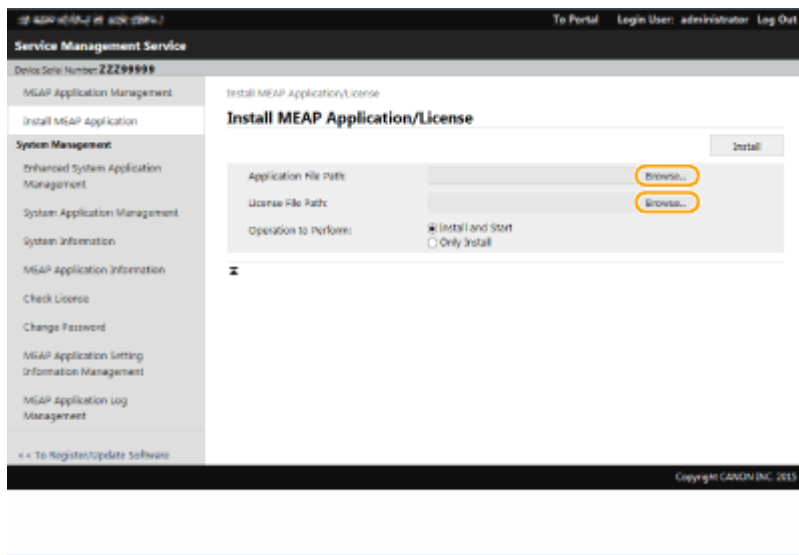 To Portal Login User: administrator Log Out
Service Management Service
Device Serial Number: ZZZ99999
MEAP Application Management
Install MEAP Application
System Management
Enhanced System Application
Management
System Application Management
System Information
MEAP Application Information
Check License
Change Password
MEAP Application Setting
Information Management
MEAP Application Log
Management
<< To Register/Update Software
Install MEAP Application/License
Install MEAP Application/License
Install
Application File Path:
Browse...
License File Path:
Browse...
Operation to Perform:
Install and Start
Only Install
Copyright CANON INC. 2015